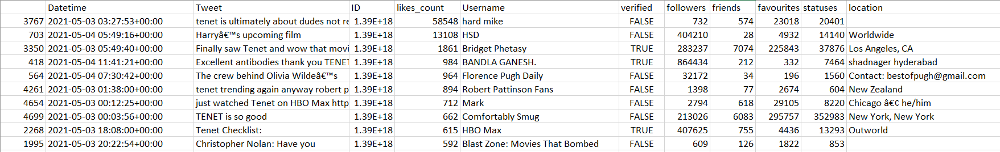 Datetime Tweet ID likes_count Username verified followers friends favourites statuses location
3767 2021-05-03 03:27:53+00:00 tenet is ultimately about dudes not re 1.39E+18 58548 hard mike FALSE 732 574 23018 20401
703 2021-05-04 05:49:16+00:00 Harryâ€™s upcoming film 1.39E+18 13108 HSD FALSE 404210 28 4932 14140 Worldwide
3350 2021-05-03 05:49:40+00:00 Finally saw Tenet and wow that movi 1.39E+18 1861 Bridget Phetasy TRUE 283237 7074 225843 37876 Los Angeles, CA
418 2021-05-04 11:41:21+00:00 Excellent antibodies thank you TENET 1.39E+18 984 BANDLA GANESH. TRUE 864434 212 332 7464 shadnager hyderabad
564 2021-05-04 07:30:42+00:00 The crew behind Olivia Wildeâ€™s 1.39E+18 964 Florence Pugh Daily FALSE 32172 34 196 1560 Contact: bestofpugh@gmail.com
4261 2021-05-03 01:38:00+00:00 tenet trending again anyway robert p 1.39E+18 894 Robert Pattinson Fans FALSE 1398 77 2674 604 New Zealand
4654 2021-05-03 00:12:25+00:00 just watched Tenet on HBO Max http 1.39E+18 712 Mark FALSE 2794 618 29105 8220 Chicago â€¢ he/him
4699 2021-05-03 00:03:56+00:00 TENET is so good 1.39E+18 662 Comfortably Smug FALSE 213026 6083 295757 352983 New York, New York
2268 2021-05-03 18:08:00+00:00 Tenet Checklist: 1.39E+18 615 HBO Max TRUE 407625 755 4436 13293 Outworld
1995 2021-05-03 20:22:54+00:00 Christopher Nolan: Have you 1.39E+18 592 Blast Zone: Movies That Bombed FALSE 609 126 1822 853